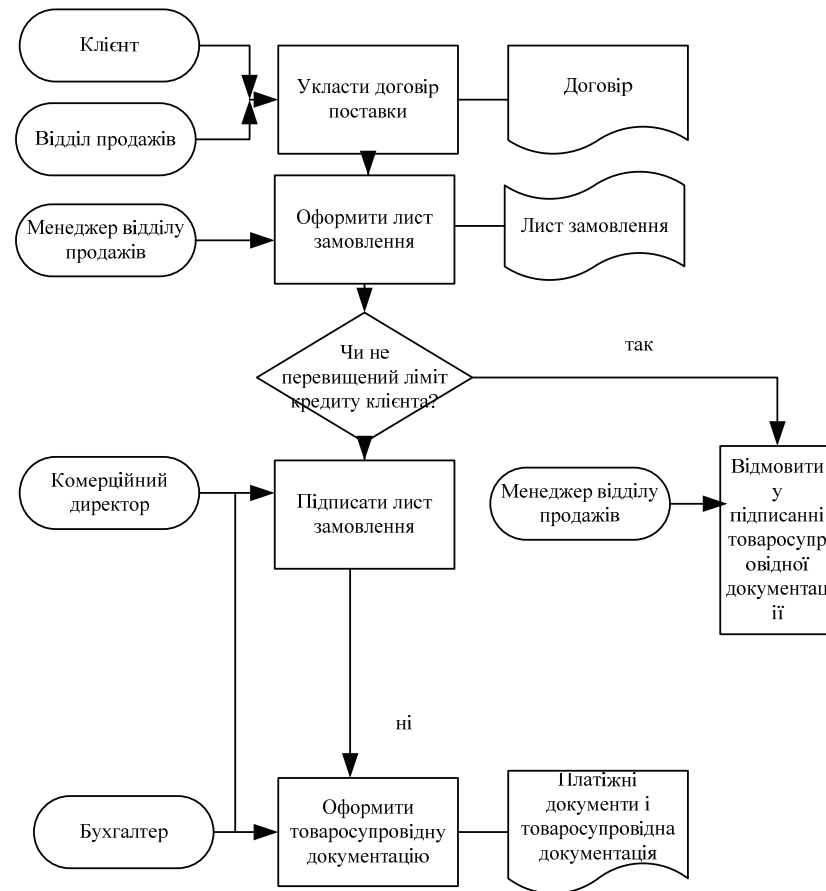 Клієнт
Укласти договір
поставки
Договір
Відділ продажів
Менеджер відділу
продажів
Оформити лист
замовлення
Лист замовлення
Чи не
перевищений ліміт
кредиту клієнта?
так
Комерційний
директор
Підписати лист
замовлення
Менеджер відділу
продажів
Відмовити
у
підписанні
товаросупр
овідної
документац
ії
ні
Бухгалтер
Оформити
товаросупровідну
документацію
Платіжні
документи і
товаросупровідна
документація